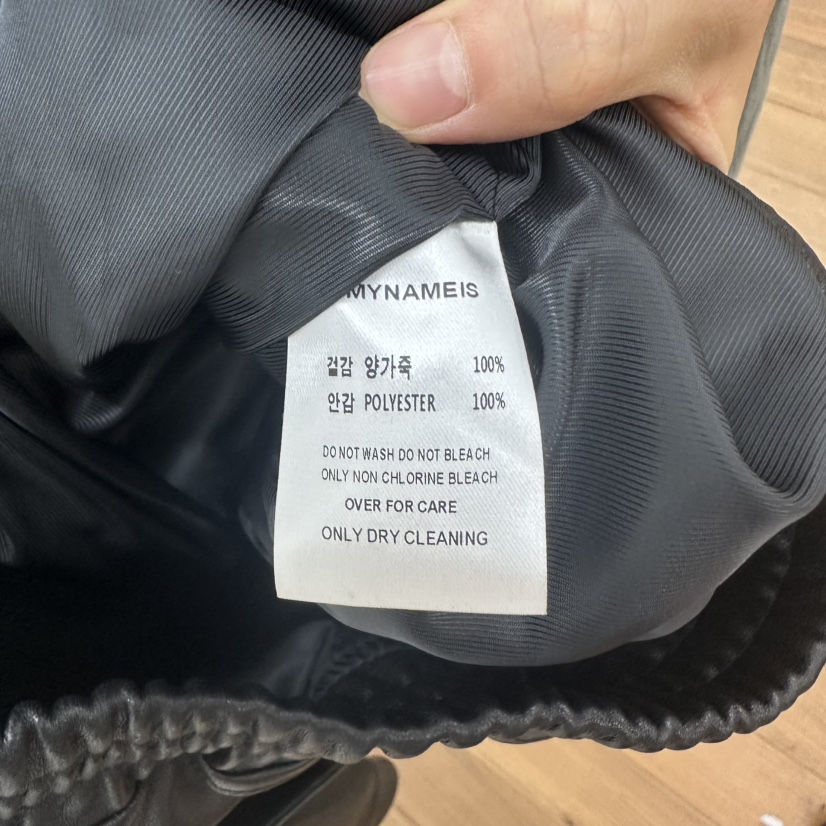 MYNAMEIS
겉감 양가죽 100%
안감 POLYESTER 100%
DO NOT WASH DO NOT BLEACH
ONLY NON CHLORINE BLEACH
OVER FOR CARE
ONLY DRY CLEANING